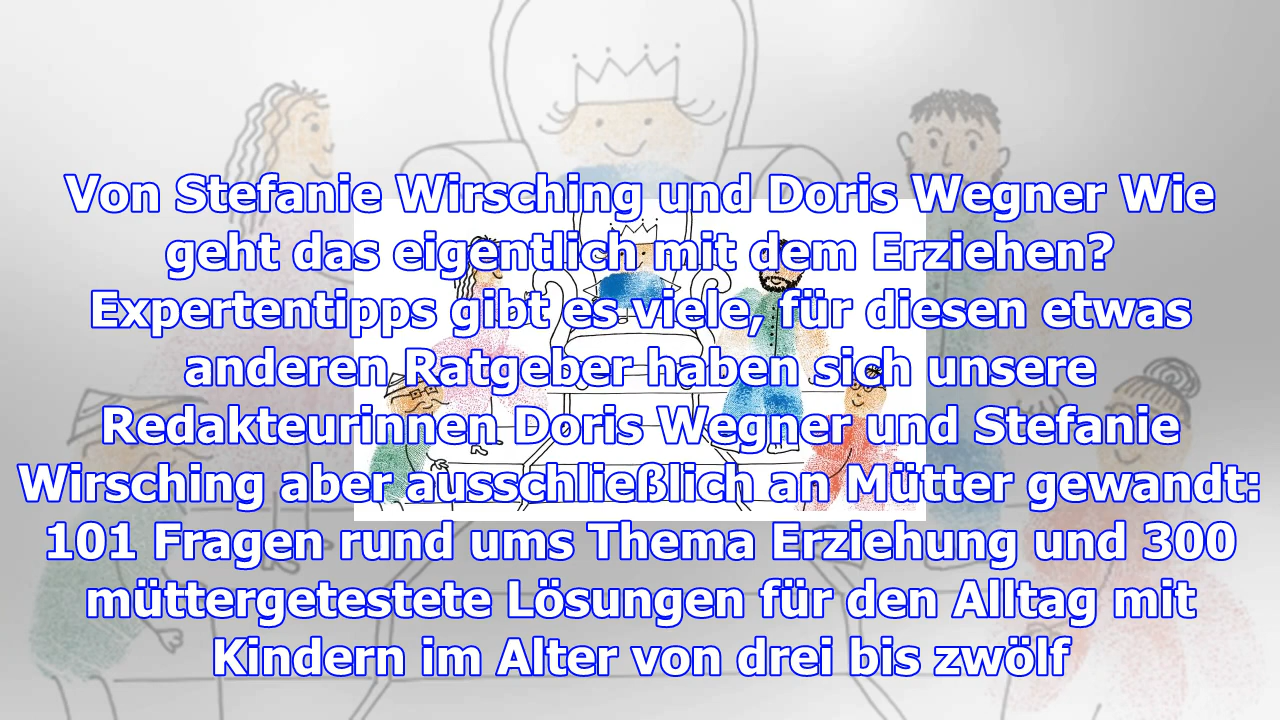 Von Stefanie Wirsching und Doris Wegner Wie
geht das eigentlich mit dem Erziehen?
Expertentipps gibt es viele, für diesen etwas
anderen Ratgeber haben sich unsere
Redakteurinnen Doris Wegner und Stefanie
Wirsching aber ausschließlich an Mütter gewandt:
101 Fragen rund ums Thema Erziehung und 300
müttergetestete Lösungen für den Alltag mit
Kindern im Alter von drei bis zwölf